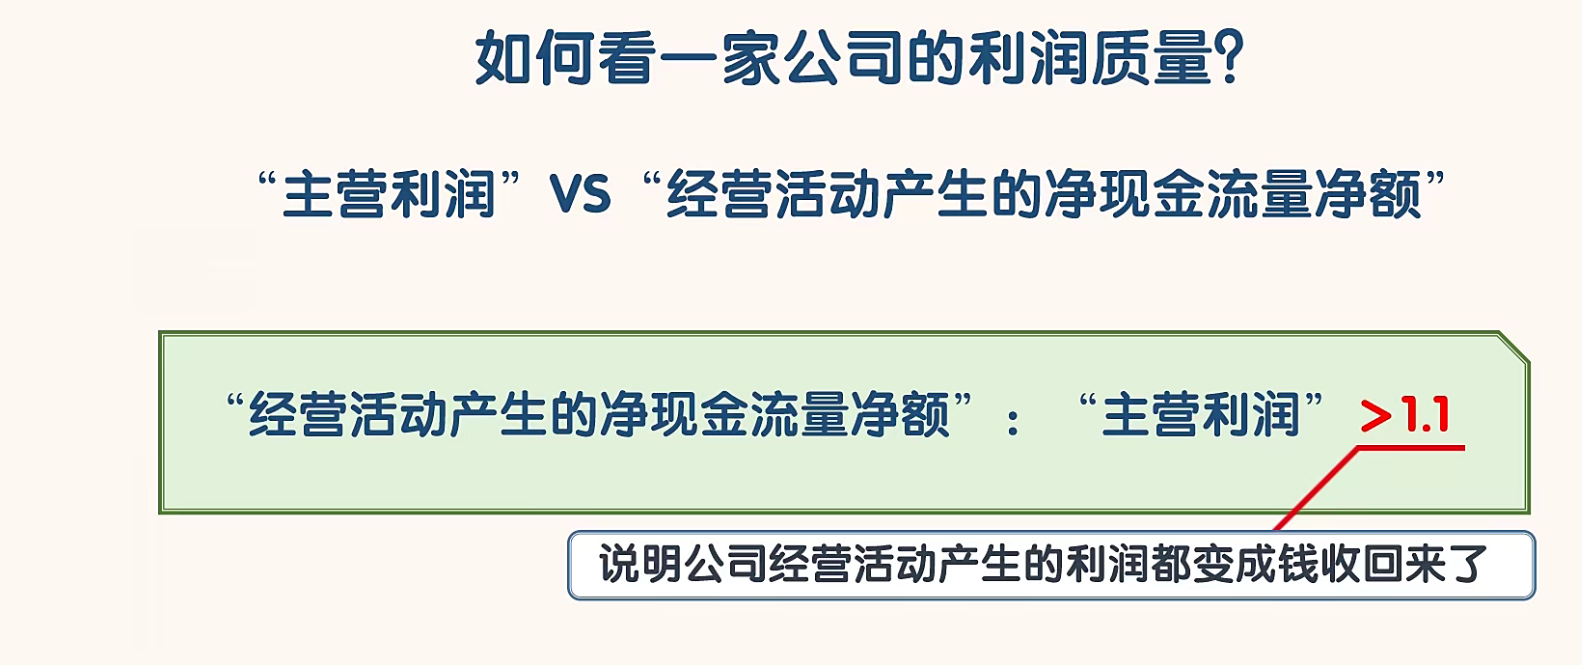 如何看一家公司的利润质量?
“主营利润”VS“经营活动产生的净现金流量净额”
“经营活动产生的净现金流量净额”:“主营利润”>1.1
说明公司经营活动产生的利润都变成钱收回来了